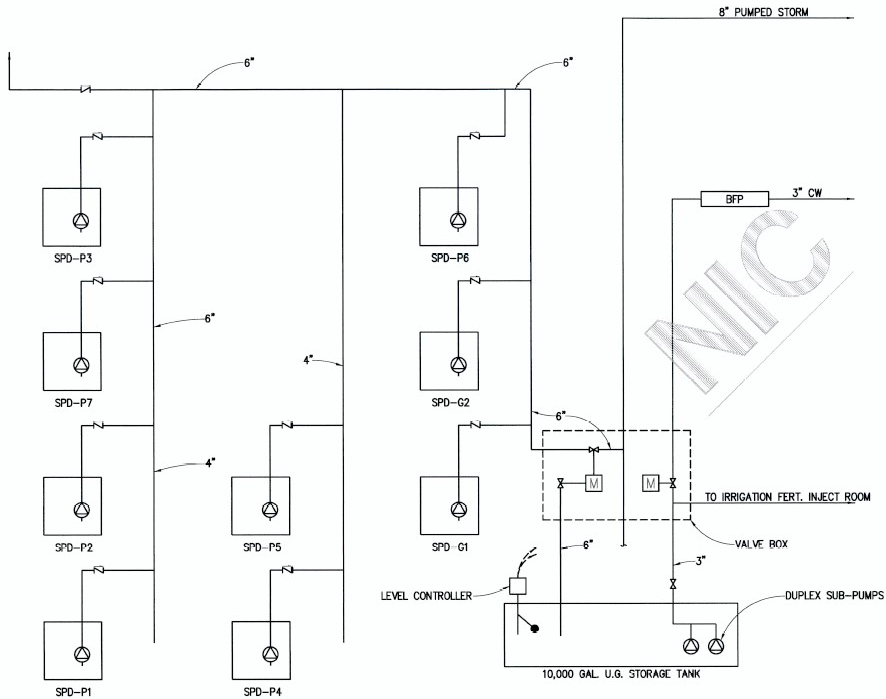 8" PUMPED STORM
6"
6"
BFP
3" CW
NIC
SPD-P3
SPD-P6
6"
4"
SPD-P7
SPD-G2
6"
4"
M
M
TO IRRIGATION FERT. INJECT ROOM
SPD-P2
SPD-P5
SPD-G1
6"
VALVE BOX
3"
LEVEL CONTROLLER
DUPLEX SUB-PUMPS
10,000 GAL. U.G. STORAGE TANK
SPD-P1
SPD-P4